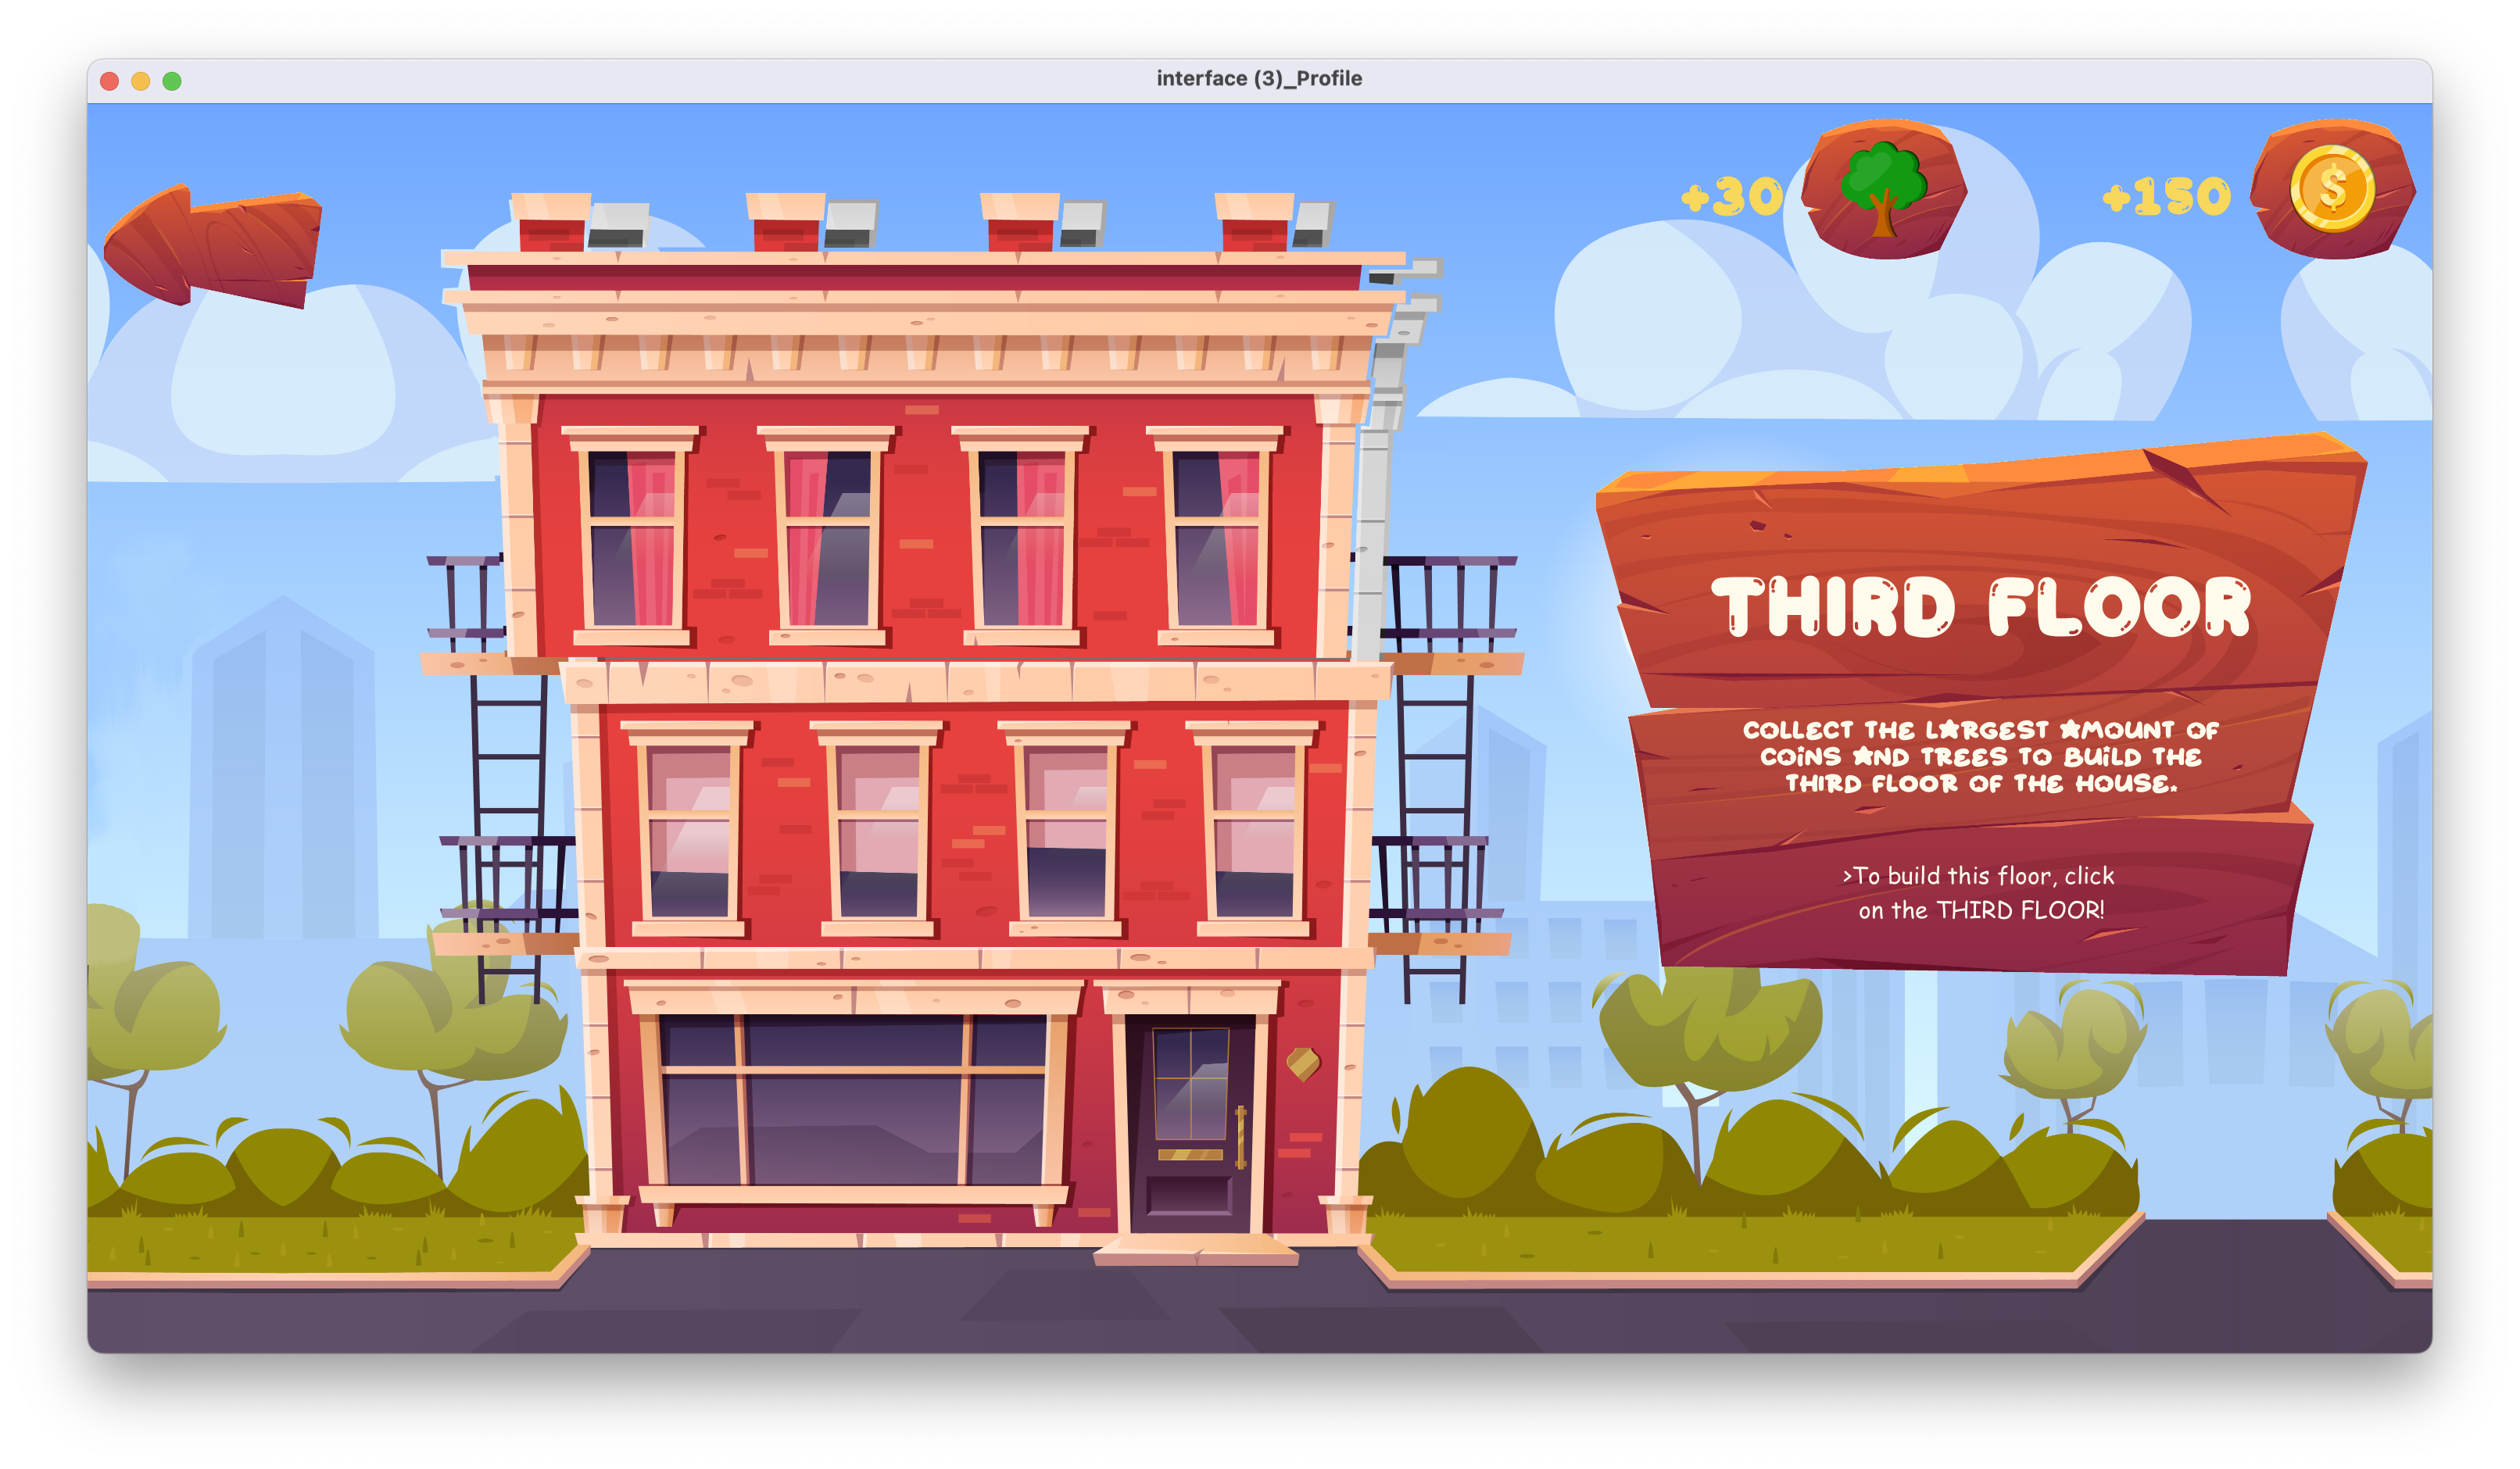 interface (3)_Profile
+30
+150
$
THIRD FLOOR
COLLECT THE LARGEST AMOUNT OF
COiNS AND TREES TO BUiLD THE
THIRD FLOOR OF THE HOUSE.
>To build this floor, click
on the THIRD FLOOR!